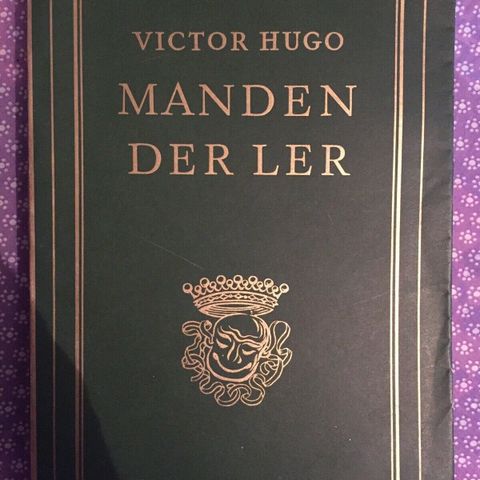 VICTOR HUGO
MANDEN
DER LER